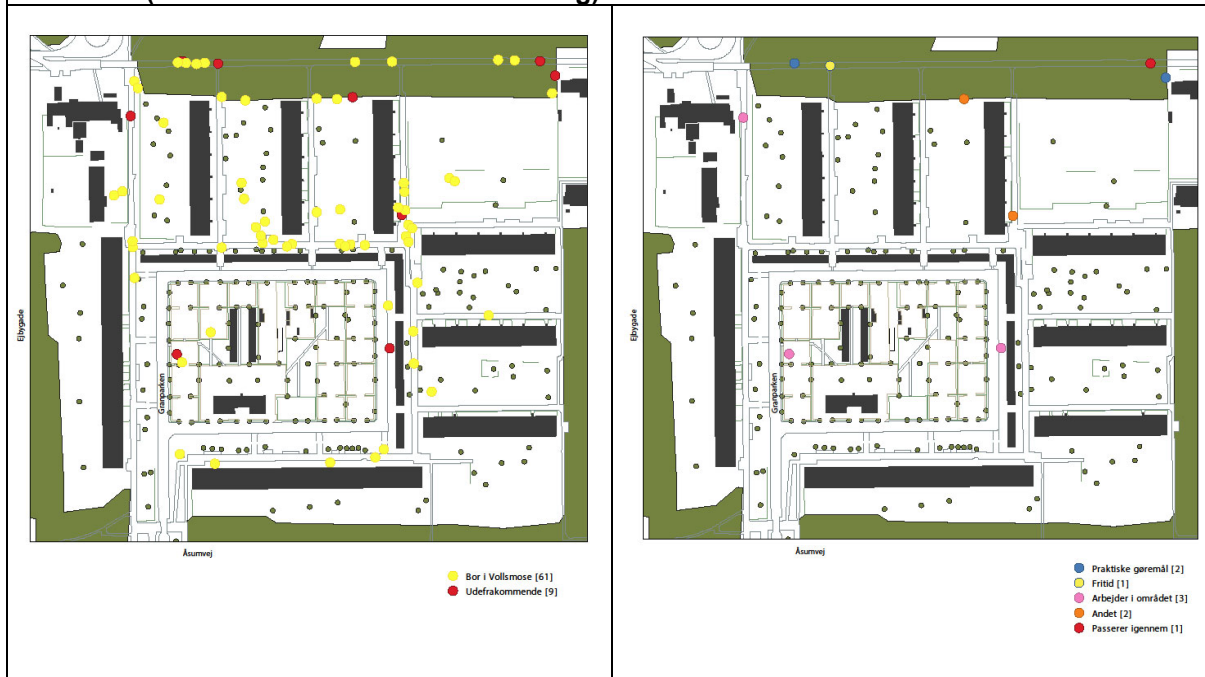 g)
Ejbygade
Granparken
Åsumvej
Bor i Vollsmose [61]
Udefrakommende [9]
Ejbygade
Granparken
Åsumvej
Praktiske gøremål [2]
Fritid [1]
Arbejder i området [3]
Andet [2]
Passerer igennem [1]